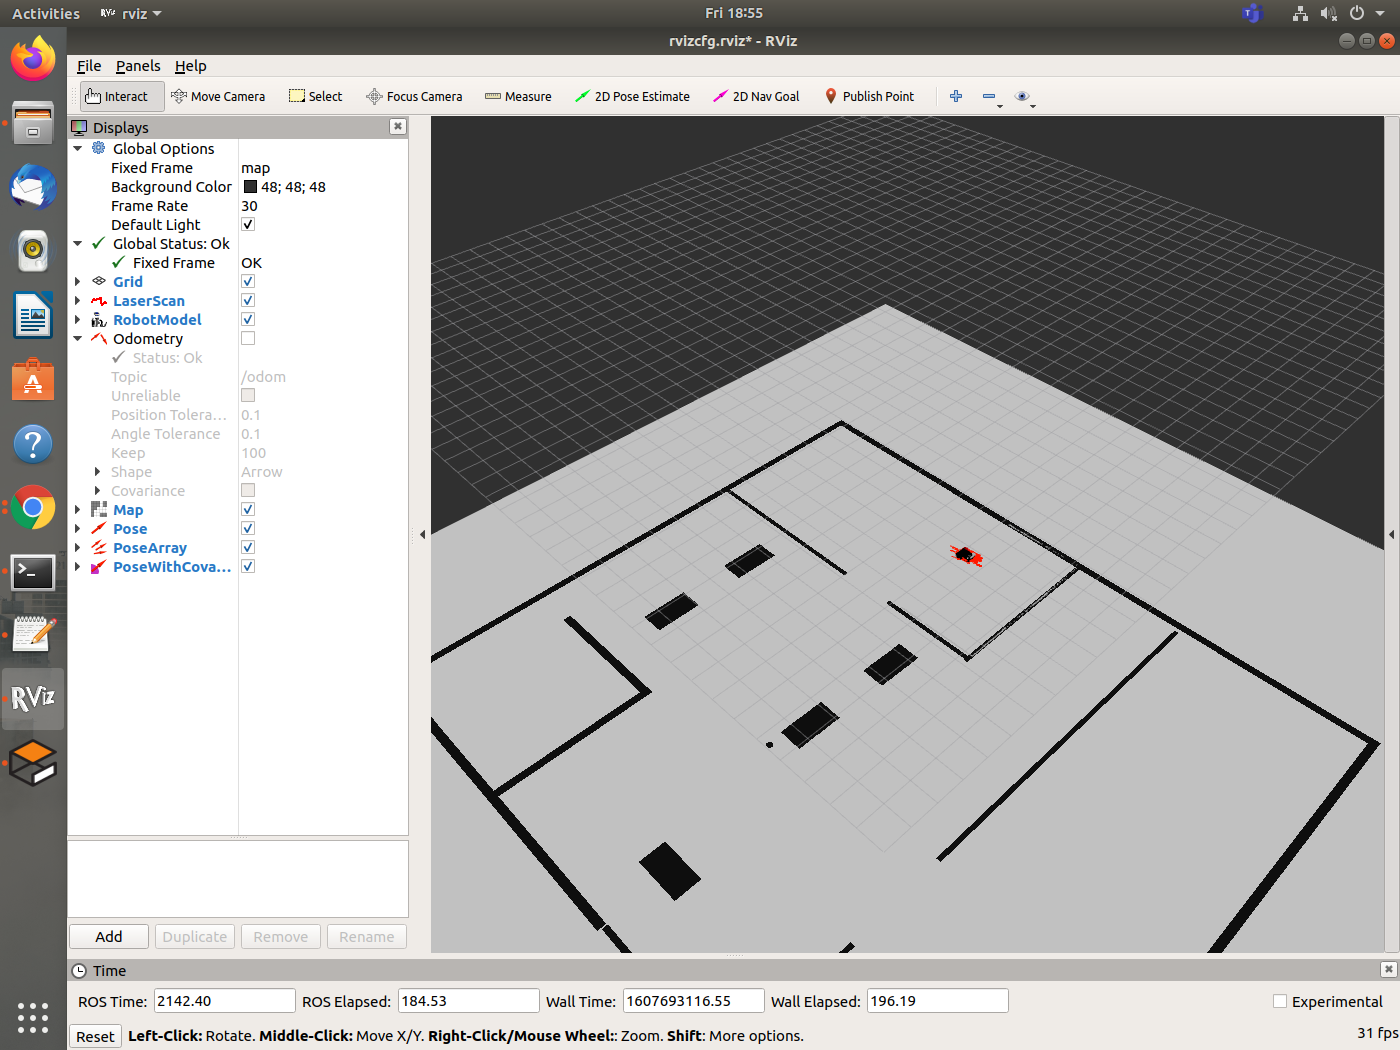 Activities RViz rviz Fri 18:55
rvizcfg.rviz* - RViz
File Panels Help
Interact Move Camera Select Focus Camera Measure 2D Pose Estimate 2D Nav Goal Publish Point
Displays
Global Options
Fixed Frame map
Background Color 48; 48; 48
Frame Rate 30
Default Light
Global Status: Ok
Fixed Frame OK
Grid
LaserScan
RobotModel
Odometry
Status: Ok
Topic /odom
Unreliable
Position Tolera... 0.1
Angle Tolerance 0.1
Keep 100
Shape Arrow
Covariance
Map
Pose
PoseArray
PoseWithCova...
RViz
Add Duplicate Remove Rename
Time
ROS Time: 2142.40 ROS Elapsed: 184.53 Wall Time: 1607693116.55 Wall Elapsed: 196.19 Experimental
Reset Left-Click: Rotate. Middle-Click: Move X/Y. Right-Click/Mouse Wheel:: Zoom. Shift: More options. 31 fps